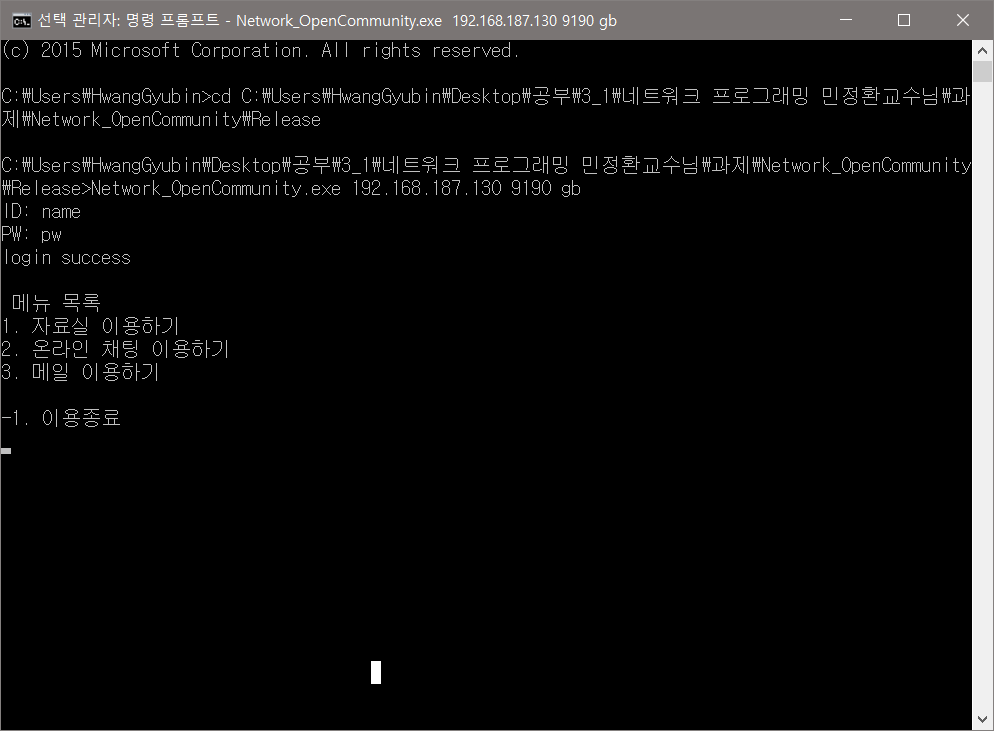 선택 관리자: 명령 프롬프트 - Network_OpenCommunity.exe  192.168.187.130 9190 gb
(c) 2015 Microsoft Corporation. All rights reserved.
C:\Users\HwangGyubin>cd C:\Users\HwangGyubin\Desktop\공부\3_1\네트워크 프로그래밍 민정환교수님\과
제\Network_OpenCommunity\Release
C:\Users\HwangGyubin\Desktop\공부\3_1\네트워크 프로그래밍 민정환교수님\과제\Network_OpenCommunity
\Release>Network_OpenCommunity.exe 192.168.187.130 9190 gb
ID: name
PW: pw
login success
메뉴 목록
1. 자료실 이용하기
2. 온라인 채팅 이용하기
3. 메일 이용하기
-1. 이용종료